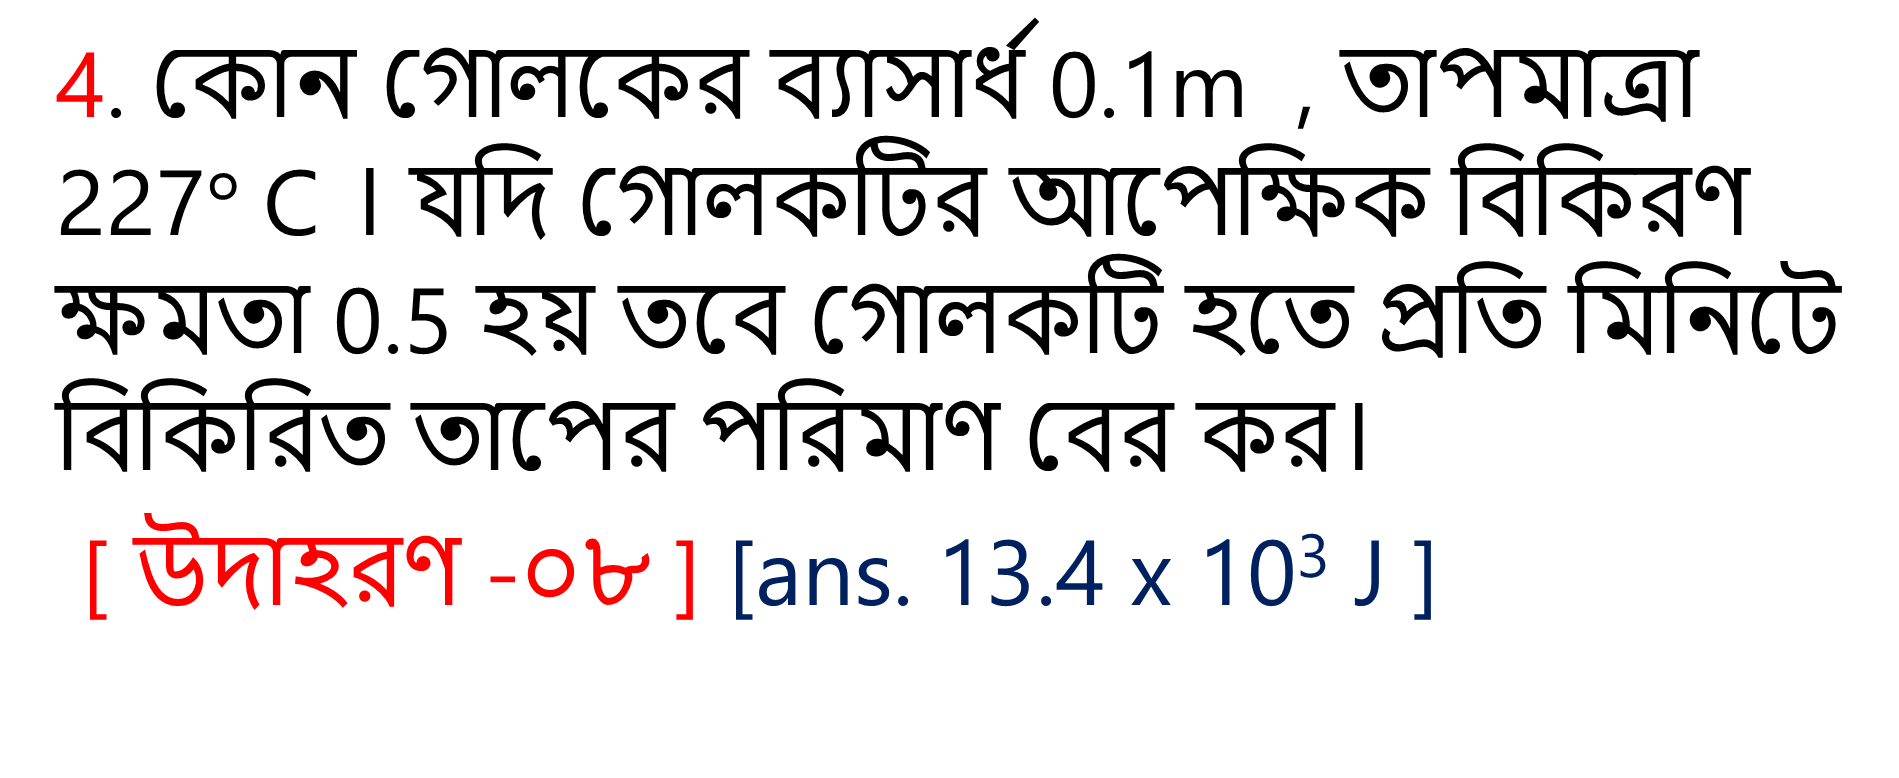 4. কোন গোলকের ব্যাসার্ধ 0.1m , তাপমাত্রা
227° C । যদি গোলকটির আপেক্ষিক বিকিরণ
ক্ষমতা 0.5 হয় তবে গোলকটি হতে প্রতি মিনিটে
বিকিরিত তাপের পরিমাণ বের কর।
[ উদাহরণ -০৮ ] [ans. 13.4 x 10³ J ]